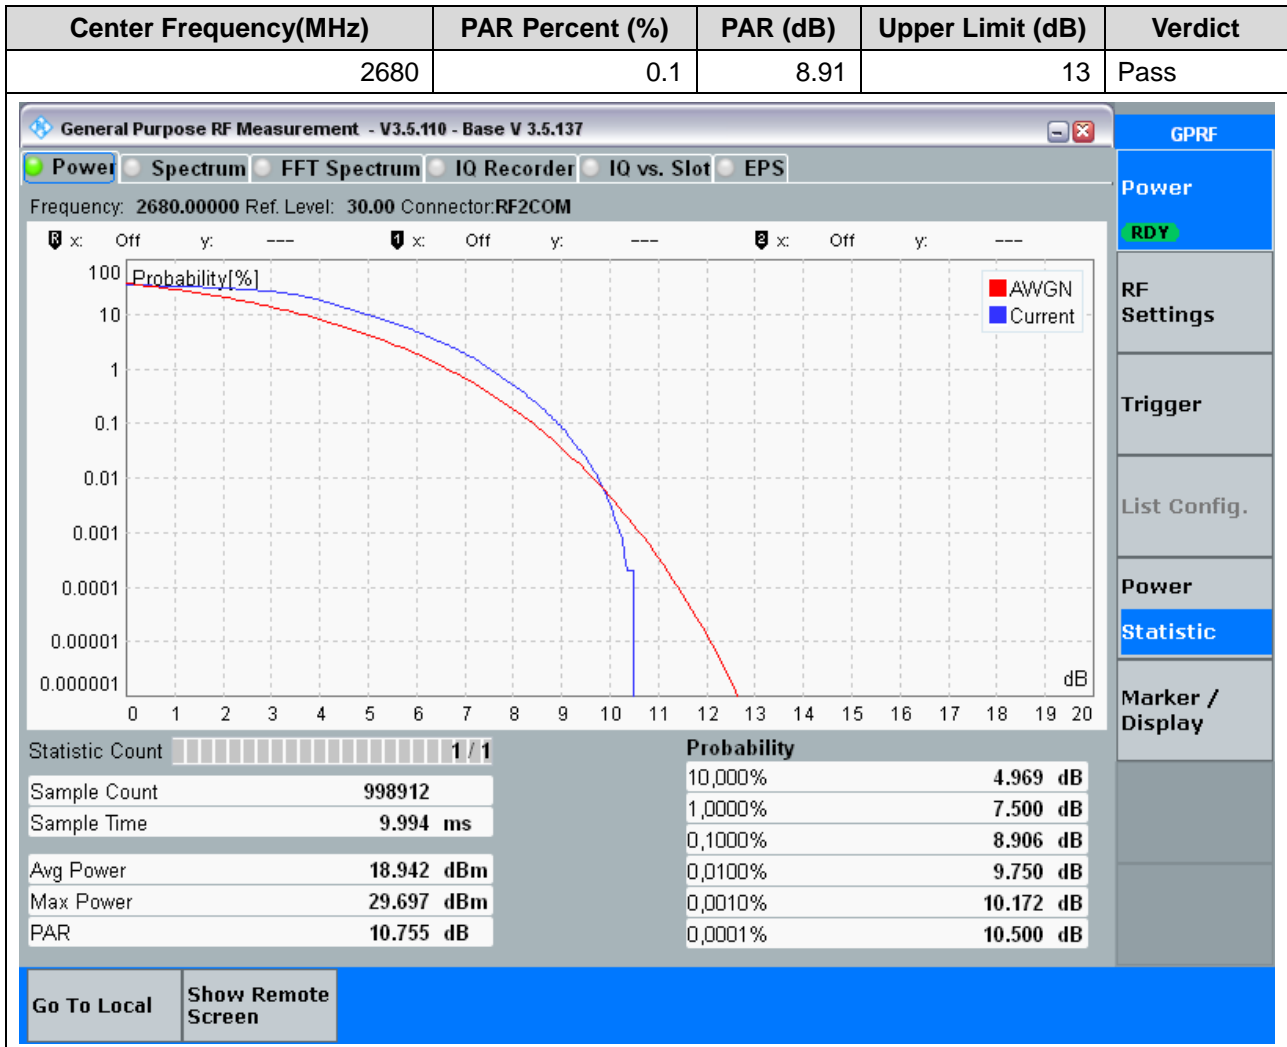 Center Frequency(MHz) PAR Percent (%) PAR (dB) Upper Limit (dB) Verdict
2680 0.1 8.91 13 Pass
General Purpose RF Measurement - V3.5.110 - Base V 3.5.137
GPRF
Power Spectrum FFT Spectrum IQ Recorder IQ vs. Slot EPS
Frequency: 2680.00000 Ref. Level: 30.00 Connector:RF2COM
R x: Off y: --- 1 x: Off y: --- 2 x: Off y: ---
Probability[%]
AWGN
Current
100
10
1
0.1
0.01
0.001
0.0001
0.00001
0.000001
dB
0 1 2 3 4 5 6 7 8 9 10 11 12 13 14 15 16 17 18 19 20
Statistic Count 1 / 1
Sample Count 998912
Sample Time 9.994 ms
Avg Power 18.942 dBm
Max Power 29.697 dBm
PAR 10.755 dB
Probability
10,000% 4.969 dB
1,0000% 7.500 dB
0,1000% 8.906 dB
0,0100% 9.750 dB
0,0010% 10.172 dB
0,0001% 10.500 dB
Power
RDY
RF
Settings
Trigger
List Config.
Power
Statistic
Marker /
Display
Go To Local
Show Remote
Screen